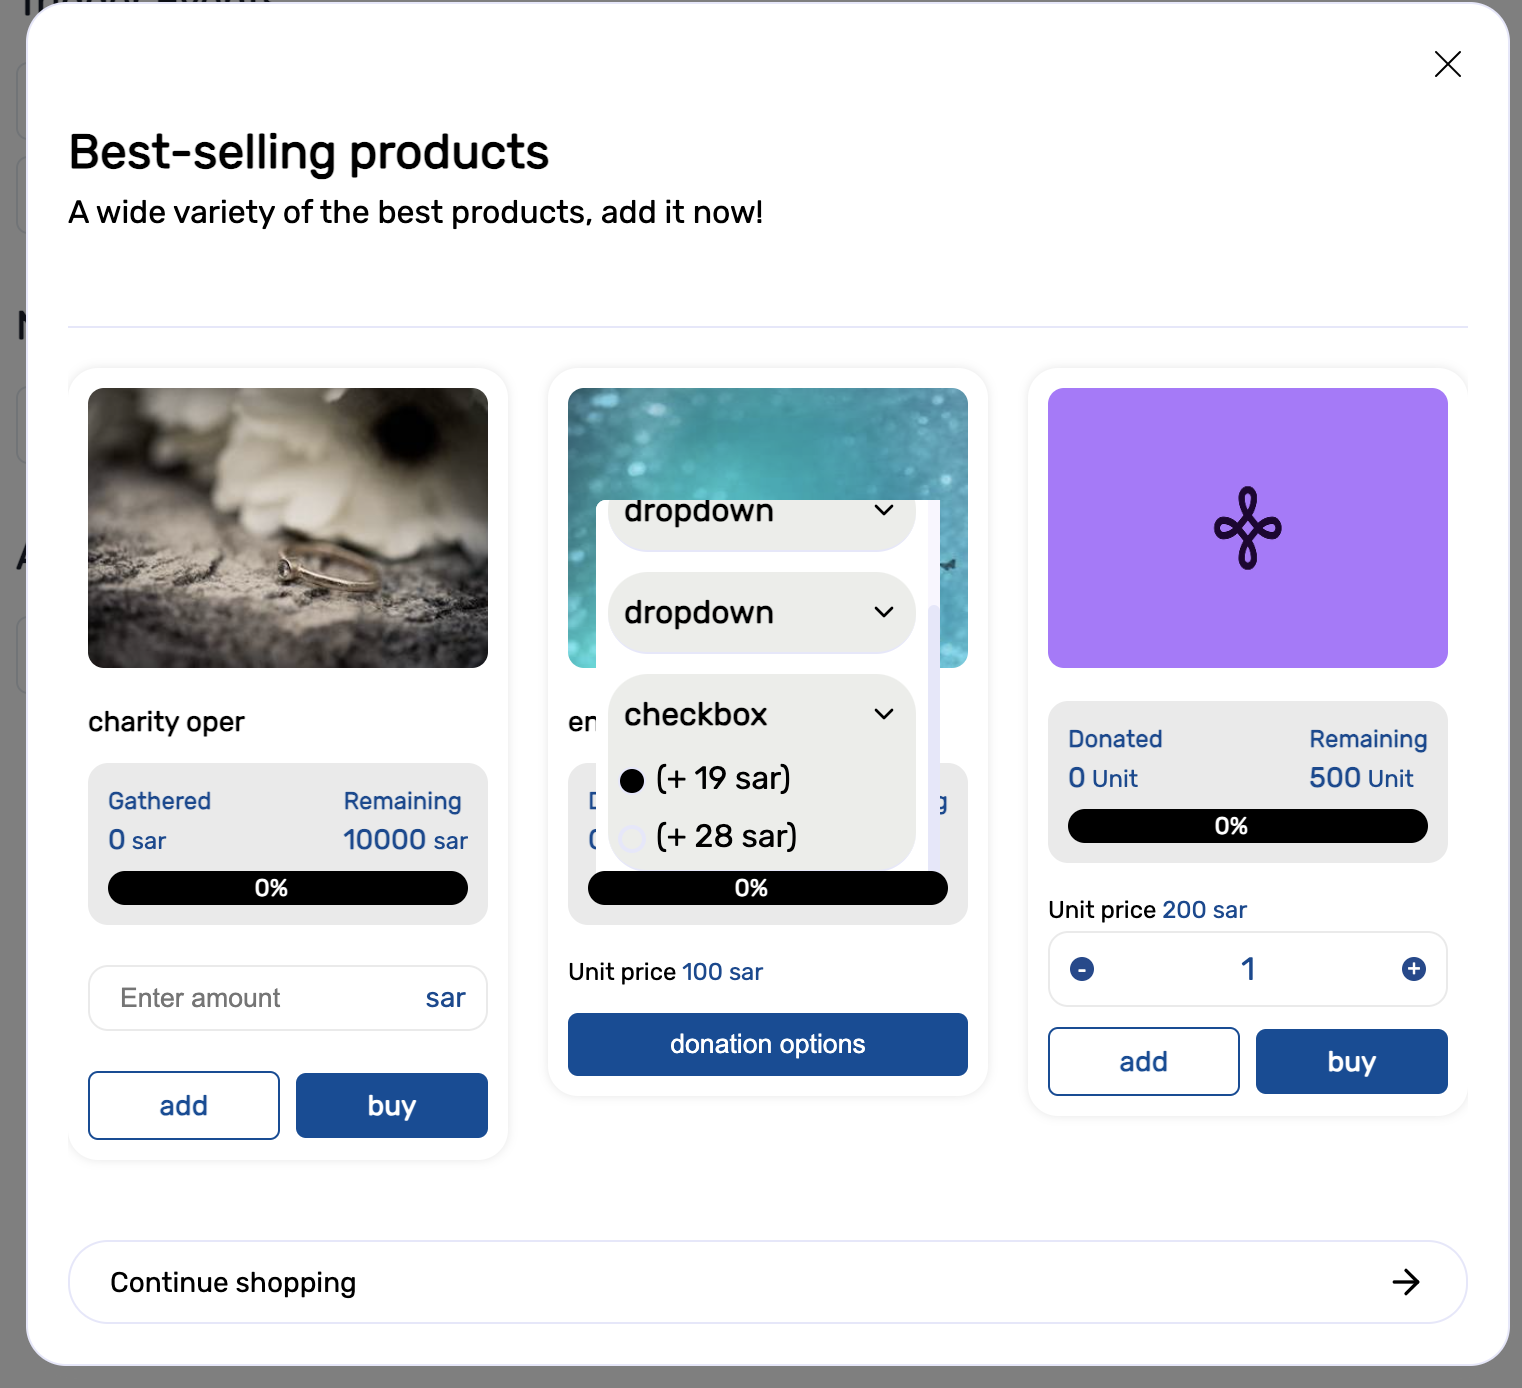 Best-selling products
A wide variety of the best products, add it now!
charity oper
Gathered Remaining
0 sar 10000 sar
0%
Enter amount sar
add buy
dropdown
dropdown
checkbox
(+ 19 sar)
(+ 28 sar)
0%
Unit price 100 sar
donation options
Donated Remaining
0 Unit 500 Unit
0%
Unit price 200 sar
- 1 +
add buy
Continue shopping